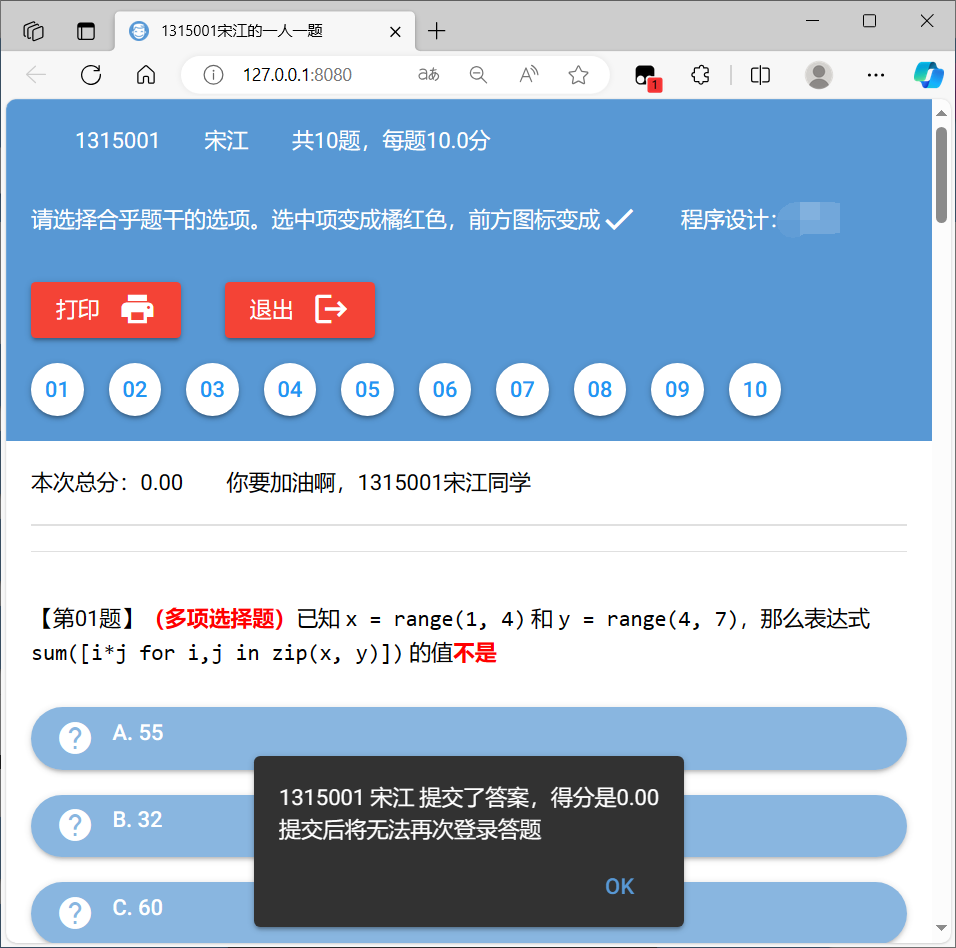 1315001宋江的一人一题
127.0.0.1:8080
aあ
A
1
1315001 宋江 共10题，每题10.0分
请选择合乎题干的选项。选中项变成橘红色，前方图标变成 程序设计：
打印 退出
01 02 03 04 05 06 07 08 09 10
本次总分：0.00 你要加油啊，1315001宋江同学
【第01题】（多项选择题）已知 x = range(1, 4) 和 y = range(4, 7)，那么表达式
sum([i*j for i,j in zip(x, y)]) 的值不是
? A. 55
? B. 32
? C. 60
1315001 宋江 提交了答案，得分是0.00
提交后将无法再次登录答题
OK